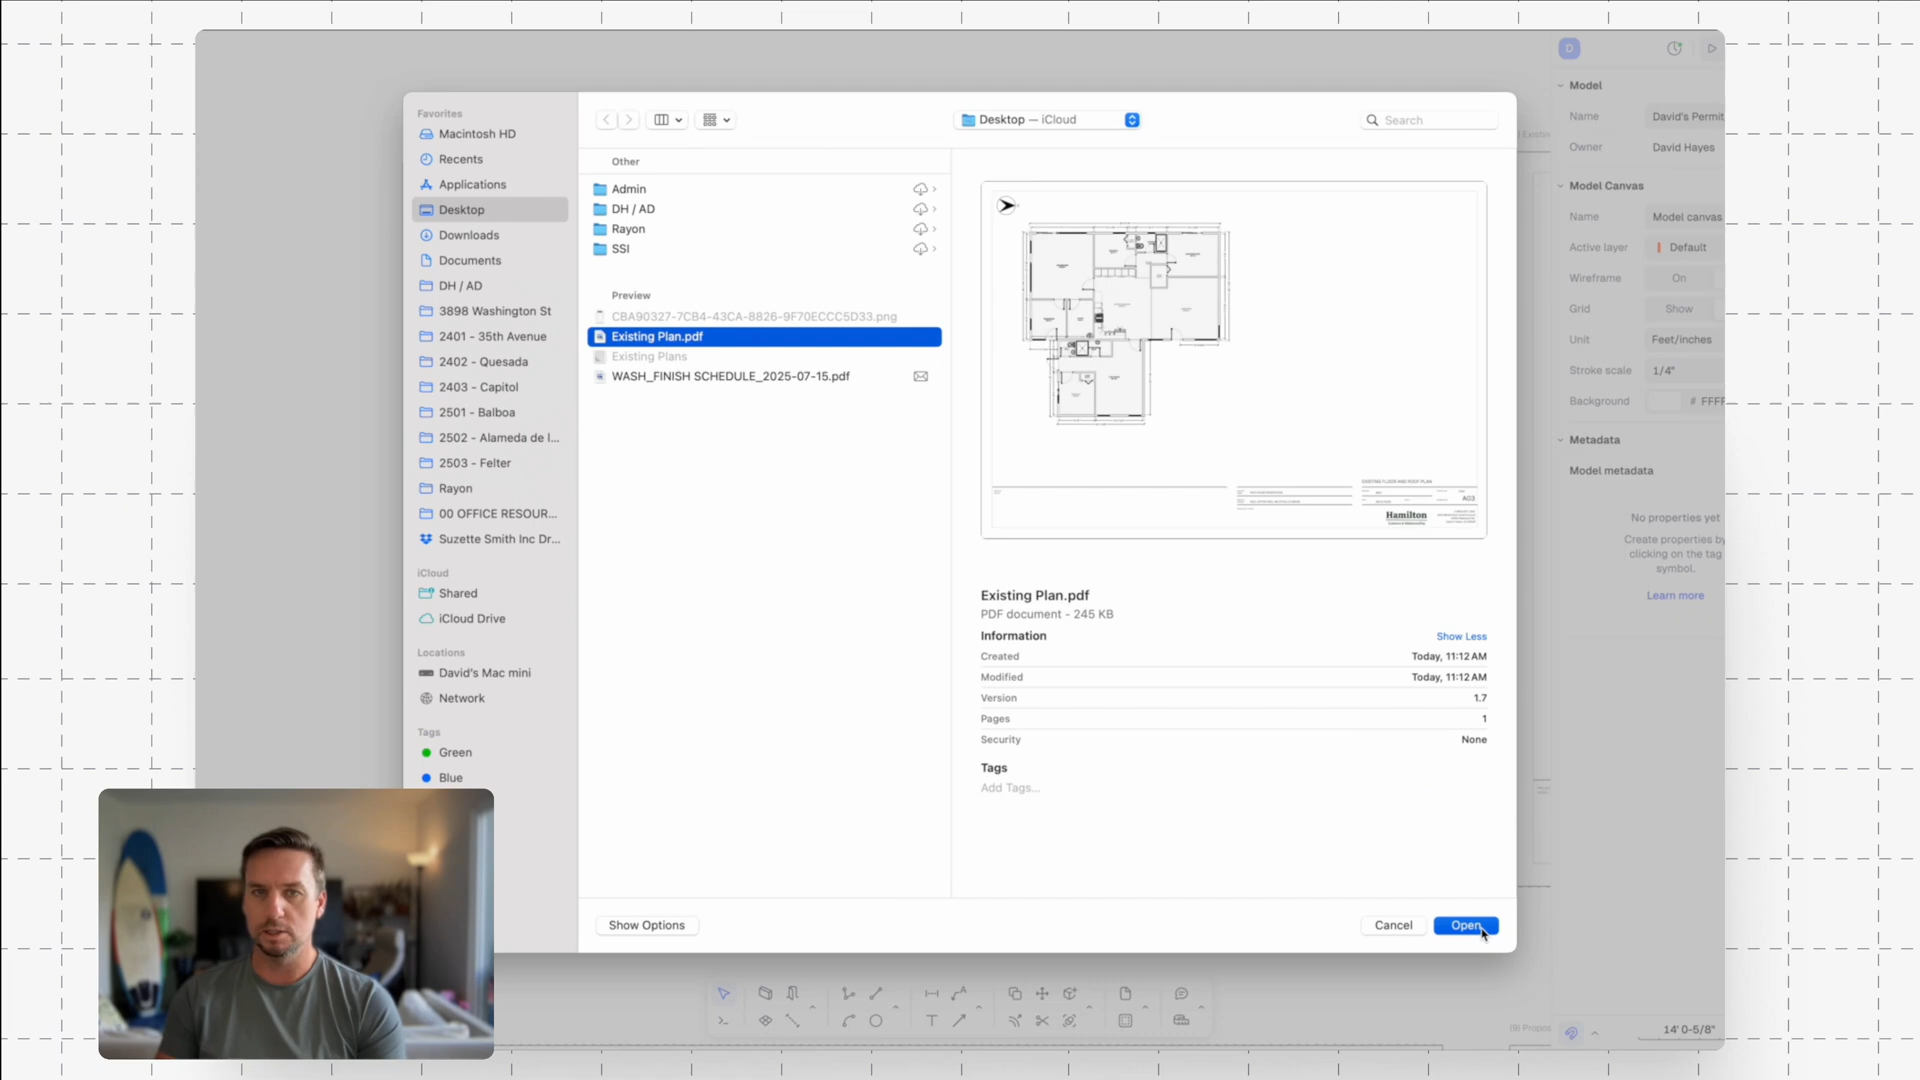 Favorites
Macintosh HD
Recents
Applications
Desktop
Downloads
Documents
DH / AD
3898 Washington St
2401 - 35th Avenue
2402 - Quesada
2403 - Capitol
2501 - Balboa
2502 - Alameda de l...
2503 - Felter
Rayon
00 OFFICE RESOUR...
Suzette Smith Inc Dr...
iCloud
Shared
iCloud Drive
Locations
David's Mac mini
Network
Tags
Green
Blue
Desktop — iCloud
Search
Other
Admin
DH / AD
Rayon
SSI
Preview
CBA90327-7CB4-43CA-8826-9F70ECCC5D33.png
Existing Plan.pdf
Existing Plans
WASH_FINISH SCHEDULE_2025-07-15.pdf
EXISTING FLOOR AND ROOF PLAN
A03
Hamilton
Existing Plan.pdf
PDF document - 245 KB
Information
Show Less
Created
Today, 11:12 AM
Modified
Today, 11:12 AM
Version
1.7
Pages
1
Security
None
Tags
Add Tags...
Show Options
Cancel
Open
D
Model
Name
David's Permit
Owner
David Hayes
Model Canvas
Name
Model canvas
Active layer
Default
Wireframe
On
Grid
Show
Unit
Feet/inches
Stroke scale
1/4"
Background
# FFFF
Metadata
Model metadata
No properties yet
Create properties by
clicking on the tag
symbol.
Learn more
(9) Propos
14' 0-5/8"